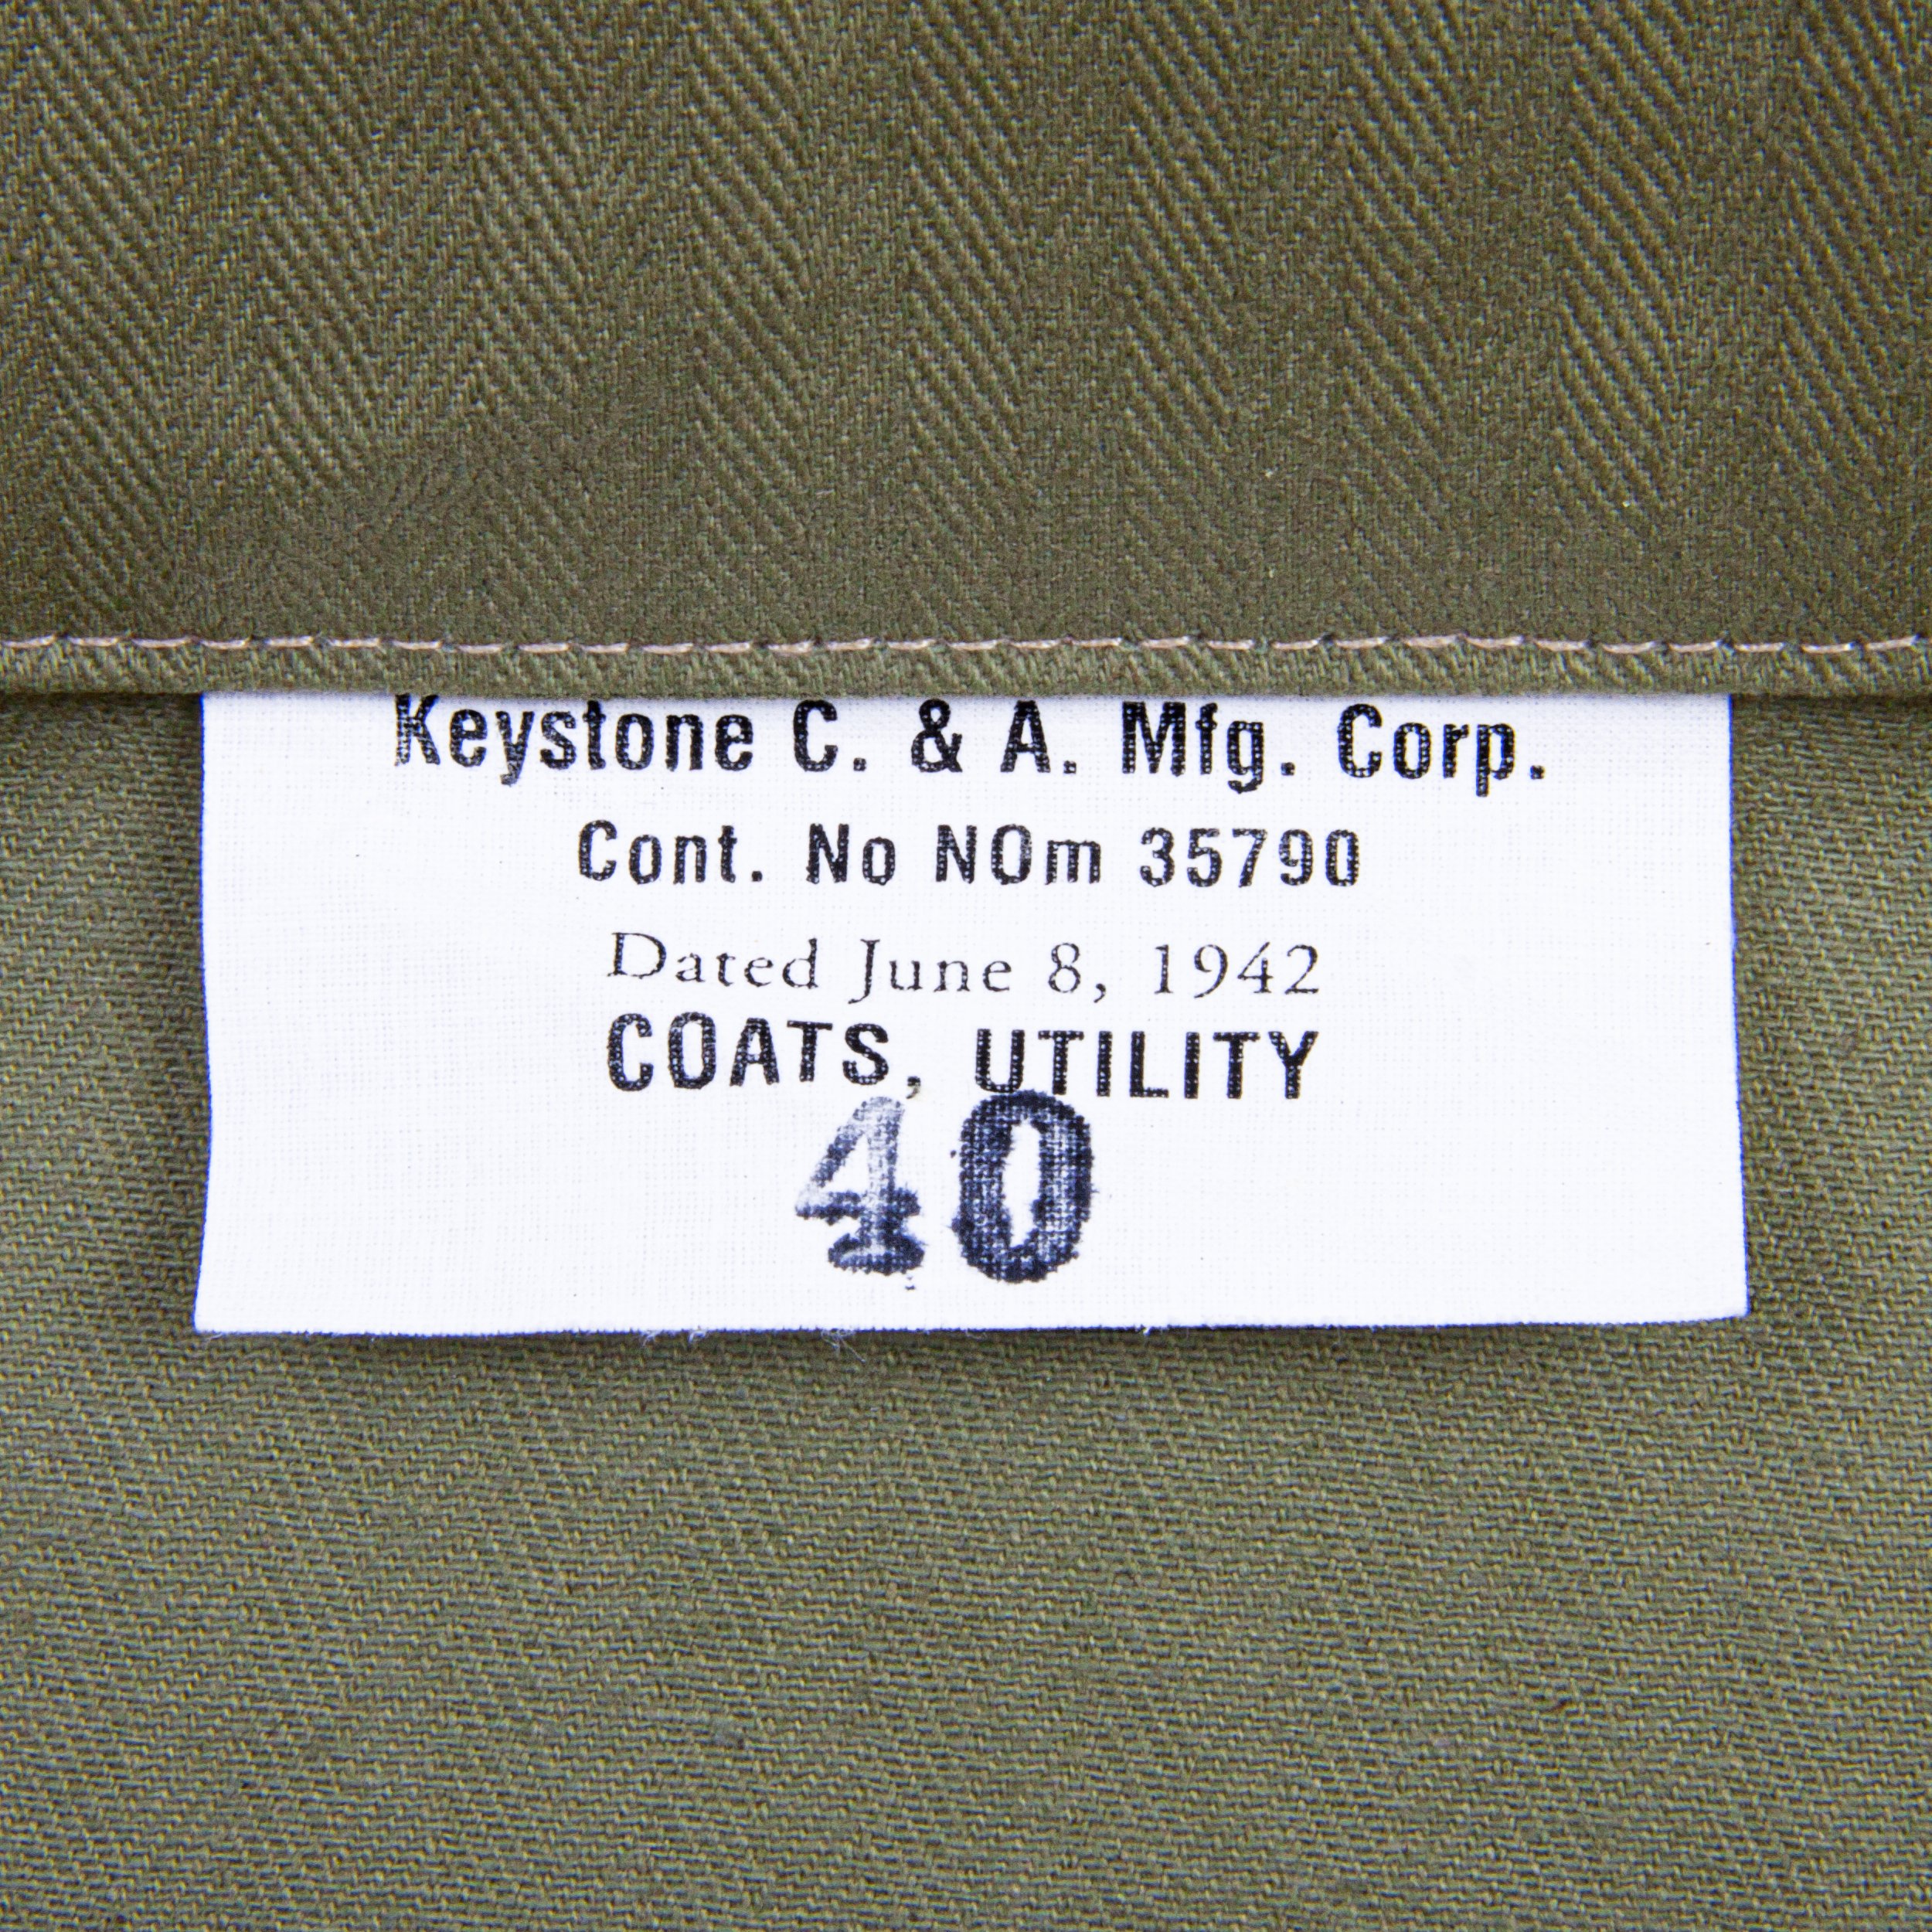 Keystone C. & A. Mfg. Corp.
Cont. No NOm 35790
Dated June 8, 1942
COATS, UTILITY
40